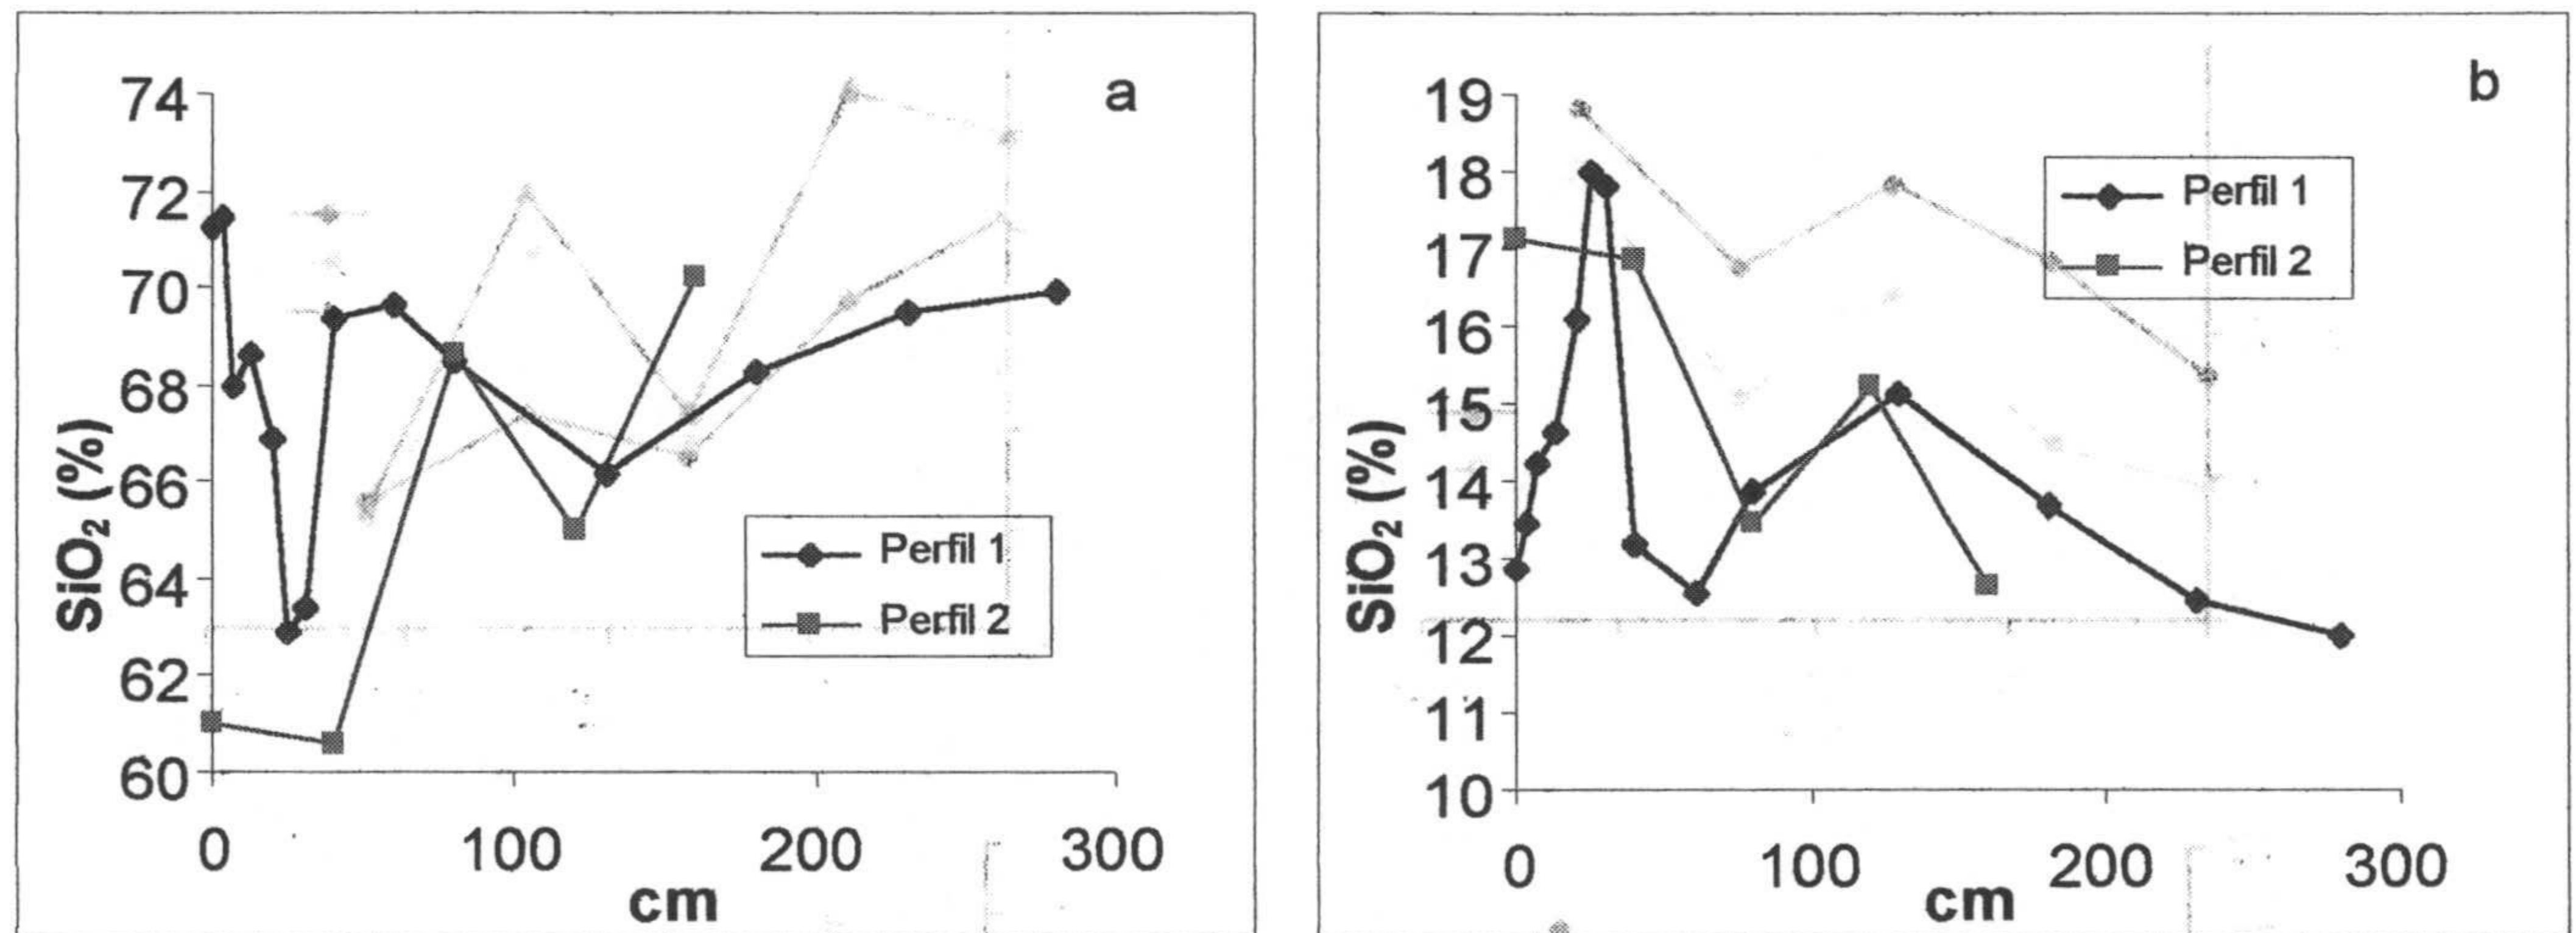 a
74
72
70
68
66
64
62
60
SiO₂ (%)
Perfil 1
Perfil 2
0 100 200 300
cm
b
19
18
17
16
15
14
13
12
11
10
SiO₂ (%)
Perfil 1
Perfil 2
0 100 200 300
cm